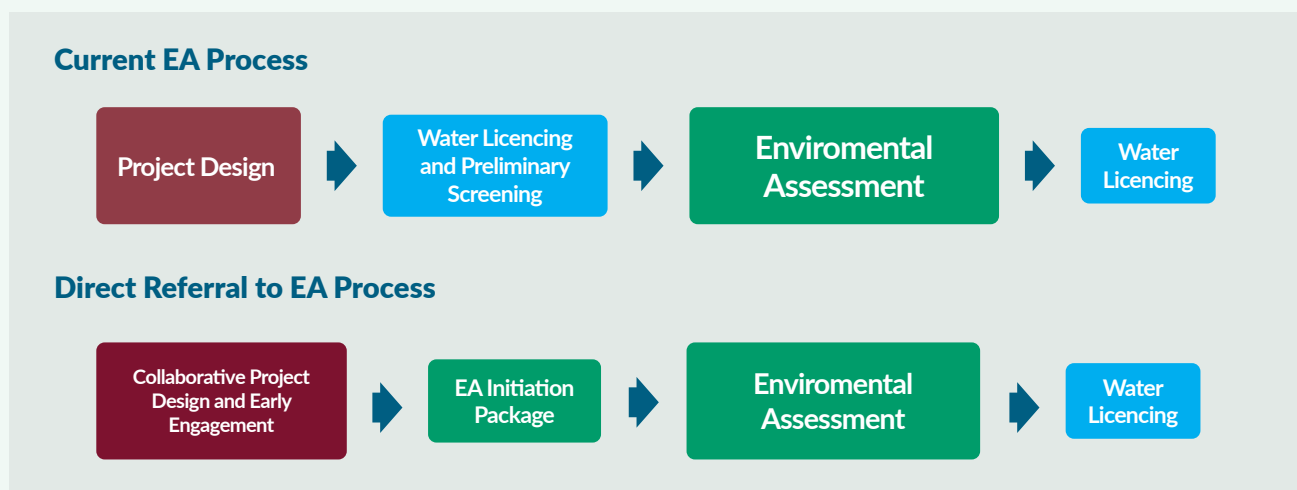 Current EA Process
Project Design
Water Licencing
and Preliminary
Screening
Enviromental
Assessment
Water
Licencing
Direct Referral to EA Process
Collaborative Project
Design and Early
Engagement
EA Initiation
Package
Enviromental
Assessment
Water
Licencing